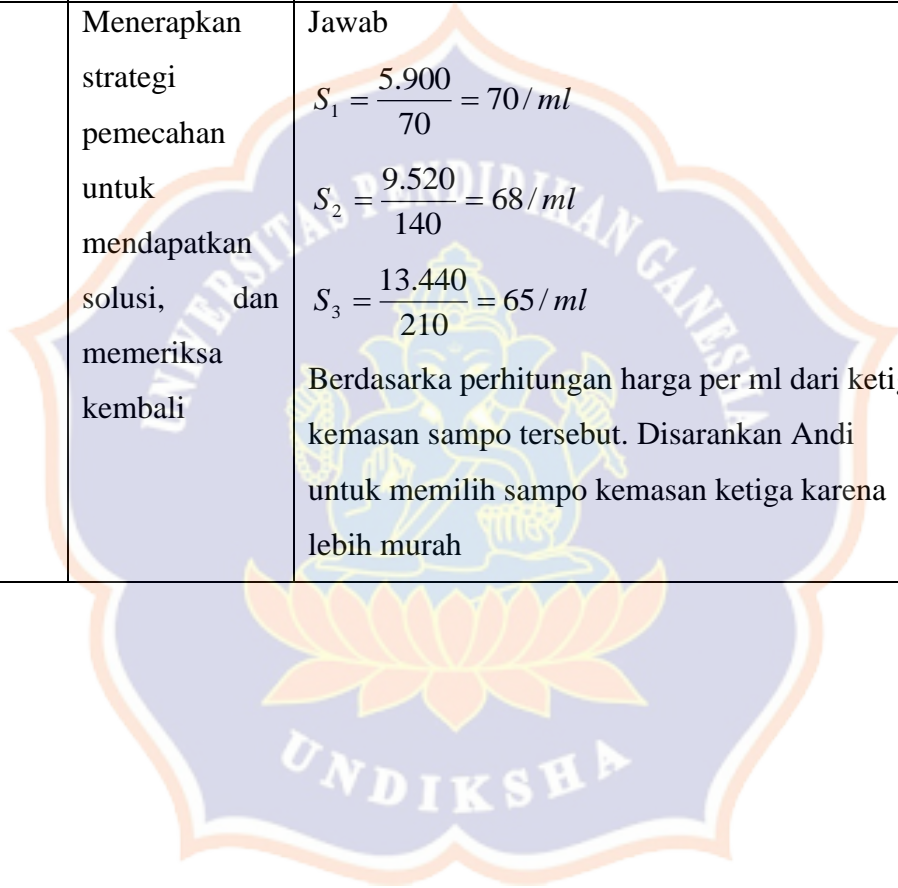 Menerapkan
strategi
pemecahan
untuk
mendapatkan
solusi, dan
memeriksa
kembali
Jawab
S₁ = 5.900/70 = 70/ml
S₂ = 9.520/140 = 68/ml
S₃ = 13.440/210 = 65/ml
Berdasarka perhitungan harga per ml dari ketig
kemasan sampo tersebut. Disarankan Andi
untuk memilih sampo kemasan ketiga karena
lebih murah
UNIVERSITAS PENDIDIKAN GANESHA
UNDIKSHA